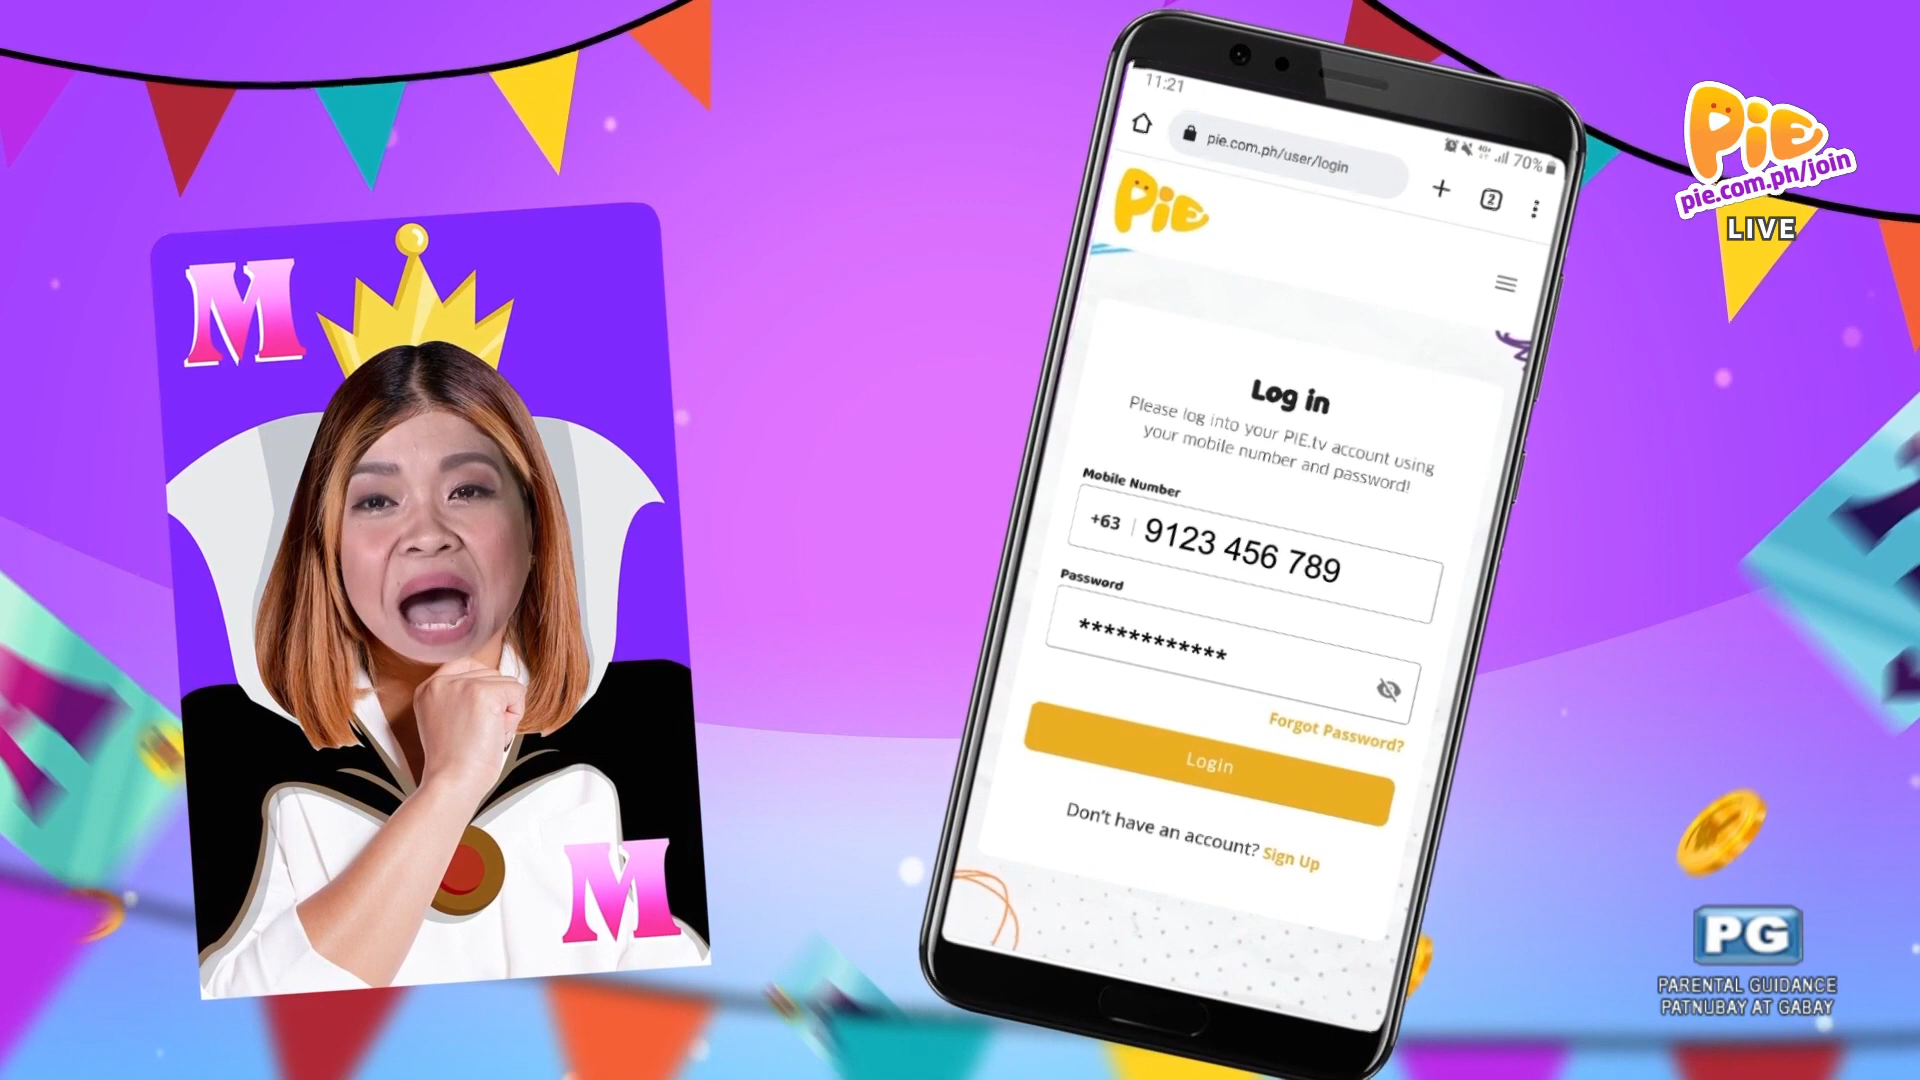 M
M
11:21
4G+
70%
pie.com.ph/user/login
2
PiE
Log in
Please log into your PIE.tv account using
your mobile number and password!
Mobile Number
+63 | 9123 456 789
Password
************
Forgot Password?
Login
Don't have an account? Sign Up
PiE
pie.com.ph/join
LIVE
PG
PARENTAL GUIDANCE
PATNUBAY AT GABAY